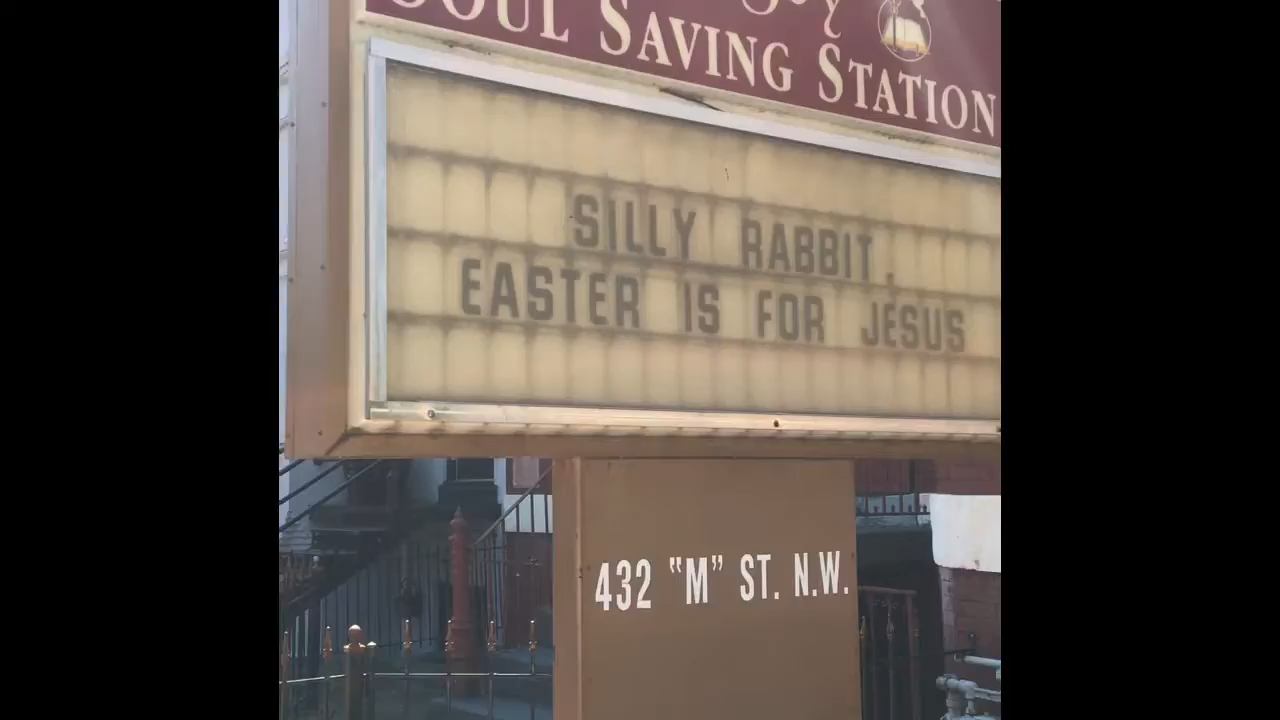 SOUL SAVING STATION
SILLY RABBIT,
EASTER IS FOR JESUS
432 "M" ST. N.W.